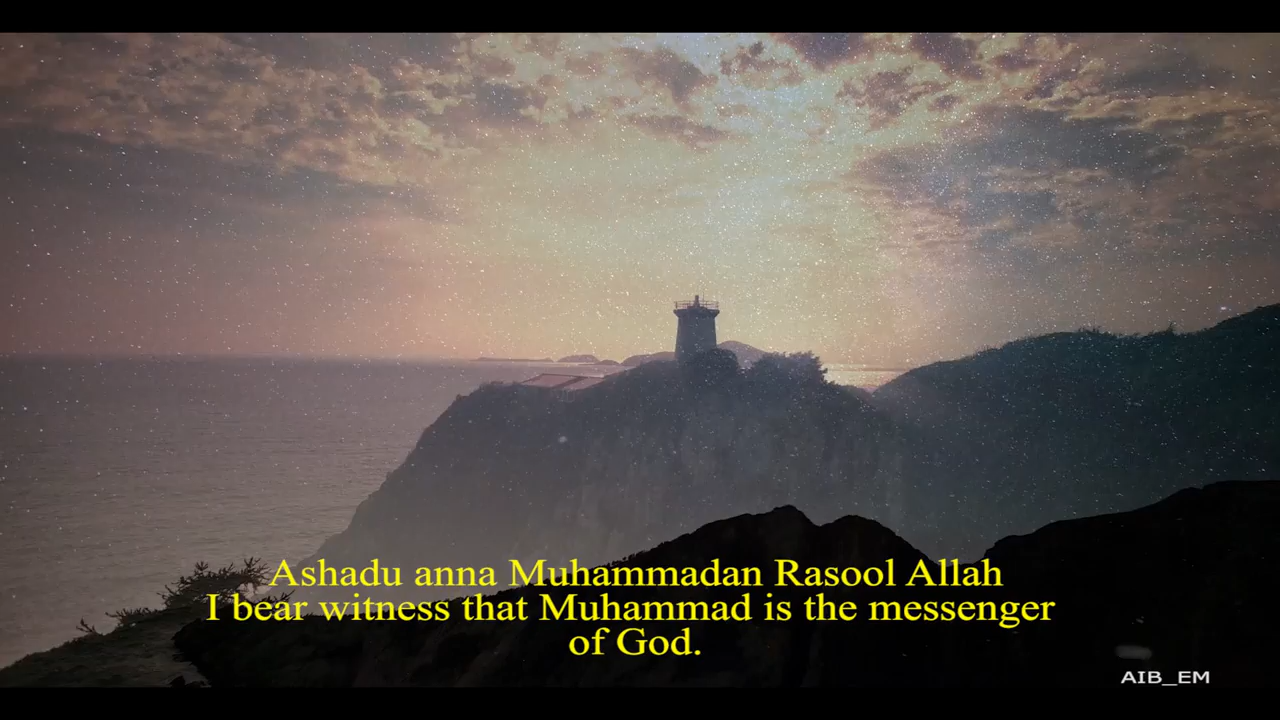 Ashadu anna Muhammadan Rasool Allah
I bear witness that Muhammad is the messenger
of God.
AIB_EM